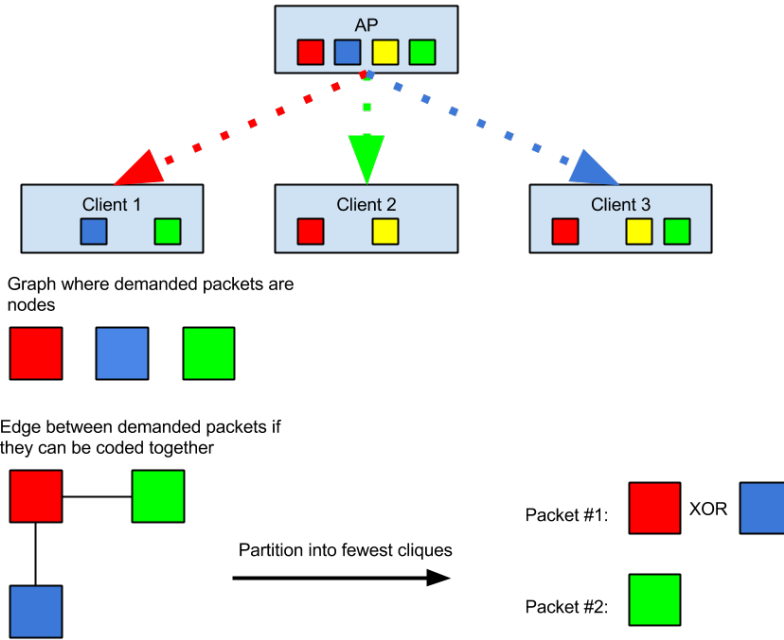 AP
Client 1
Client 2
Client 3
Graph where demanded packets are
nodes
Edge between demanded packets if
they can be coded together
Partition into fewest cliques
Packet #1:
XOR
Packet #2: